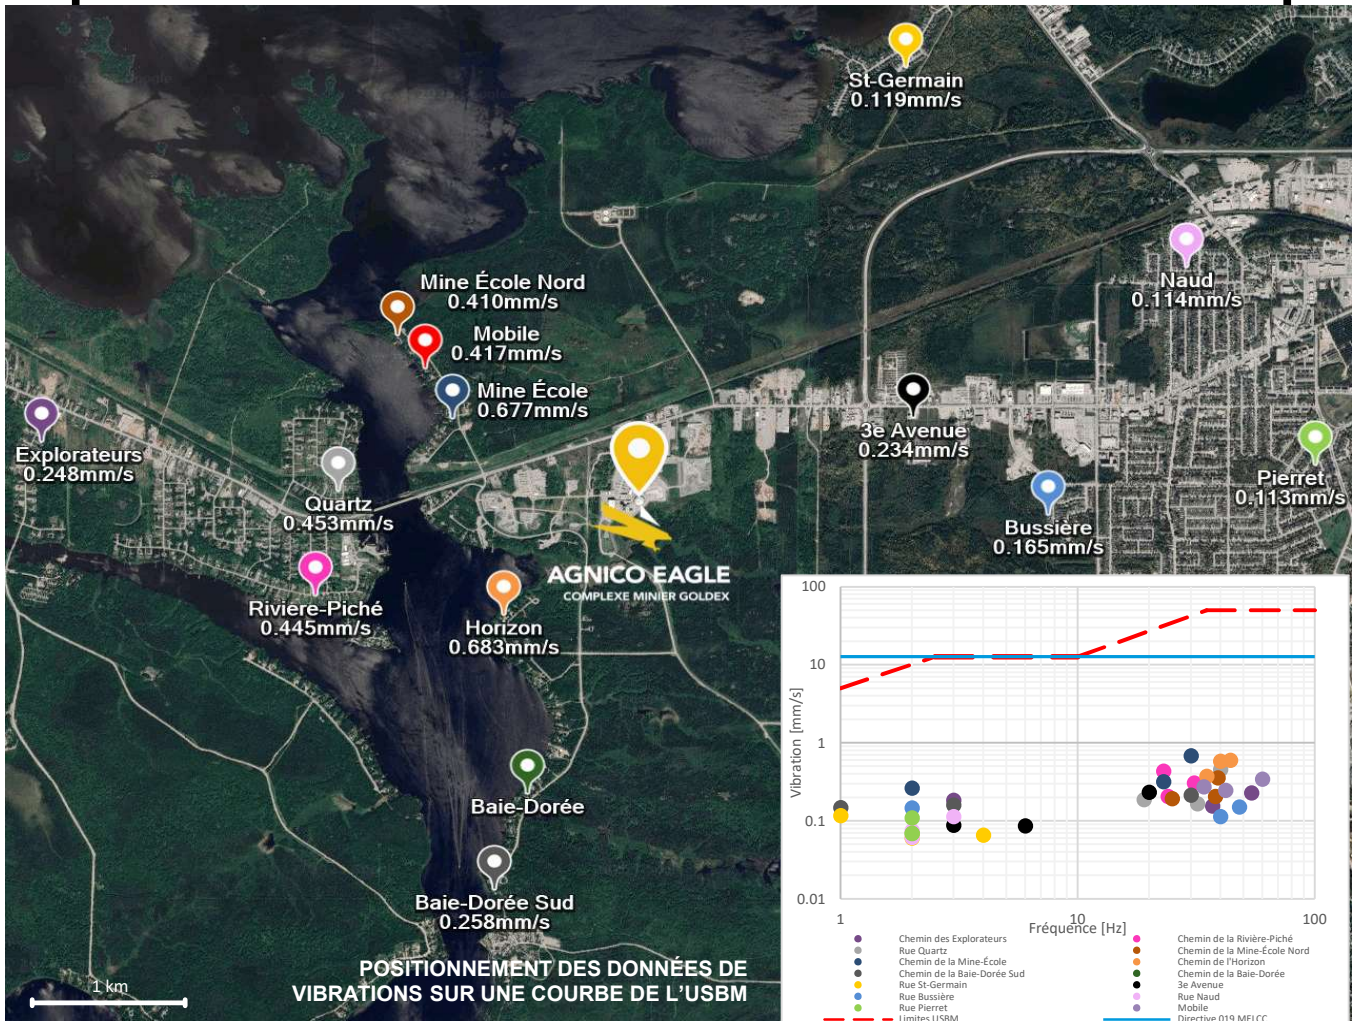 St-Germain
0.119mm/s
Naud
0.114mm/s
Mine École Nord
0.410mm/s
Mobile
0.417mm/s
Mine École
0.677mm/s
Explorateurs
0.248mm/s
Quartz
0.453mm/s
3e Avenue
0.234mm/s
Pierret
0.113mm/s
Bussière
0.165mm/s
Riviere-Piché
0.445mm/s
AGNICO EAGLE
COMPLEXE MINIER GOLDEX
Horizon
0.683mm/s
Baie-Dorée
Baie-Dorée Sud
0.258mm/s
POSITIONNEMENT DES DONNÉES DE
VIBRATIONS SUR UNE COURBE DE L'USBM
1 km
100
10
1
0.1
0.01
Vibration [mm/s]
1
10
100
Fréquence [Hz]
Chemin des Explorateurs
Chemin de la Rivière-Piché
Rue Quartz
Chemin de la Mine-École Nord
Chemin de la Mine-École
Chemin de l'Horizon
Chemin de la Baie-Dorée Sud
Chemin de la Baie-Dorée
Rue St-Germain
3e Avenue
Rue Bussière
Rue Naud
Rue Pierret
Mobile
Limites USBM
Directive 019 MELCC